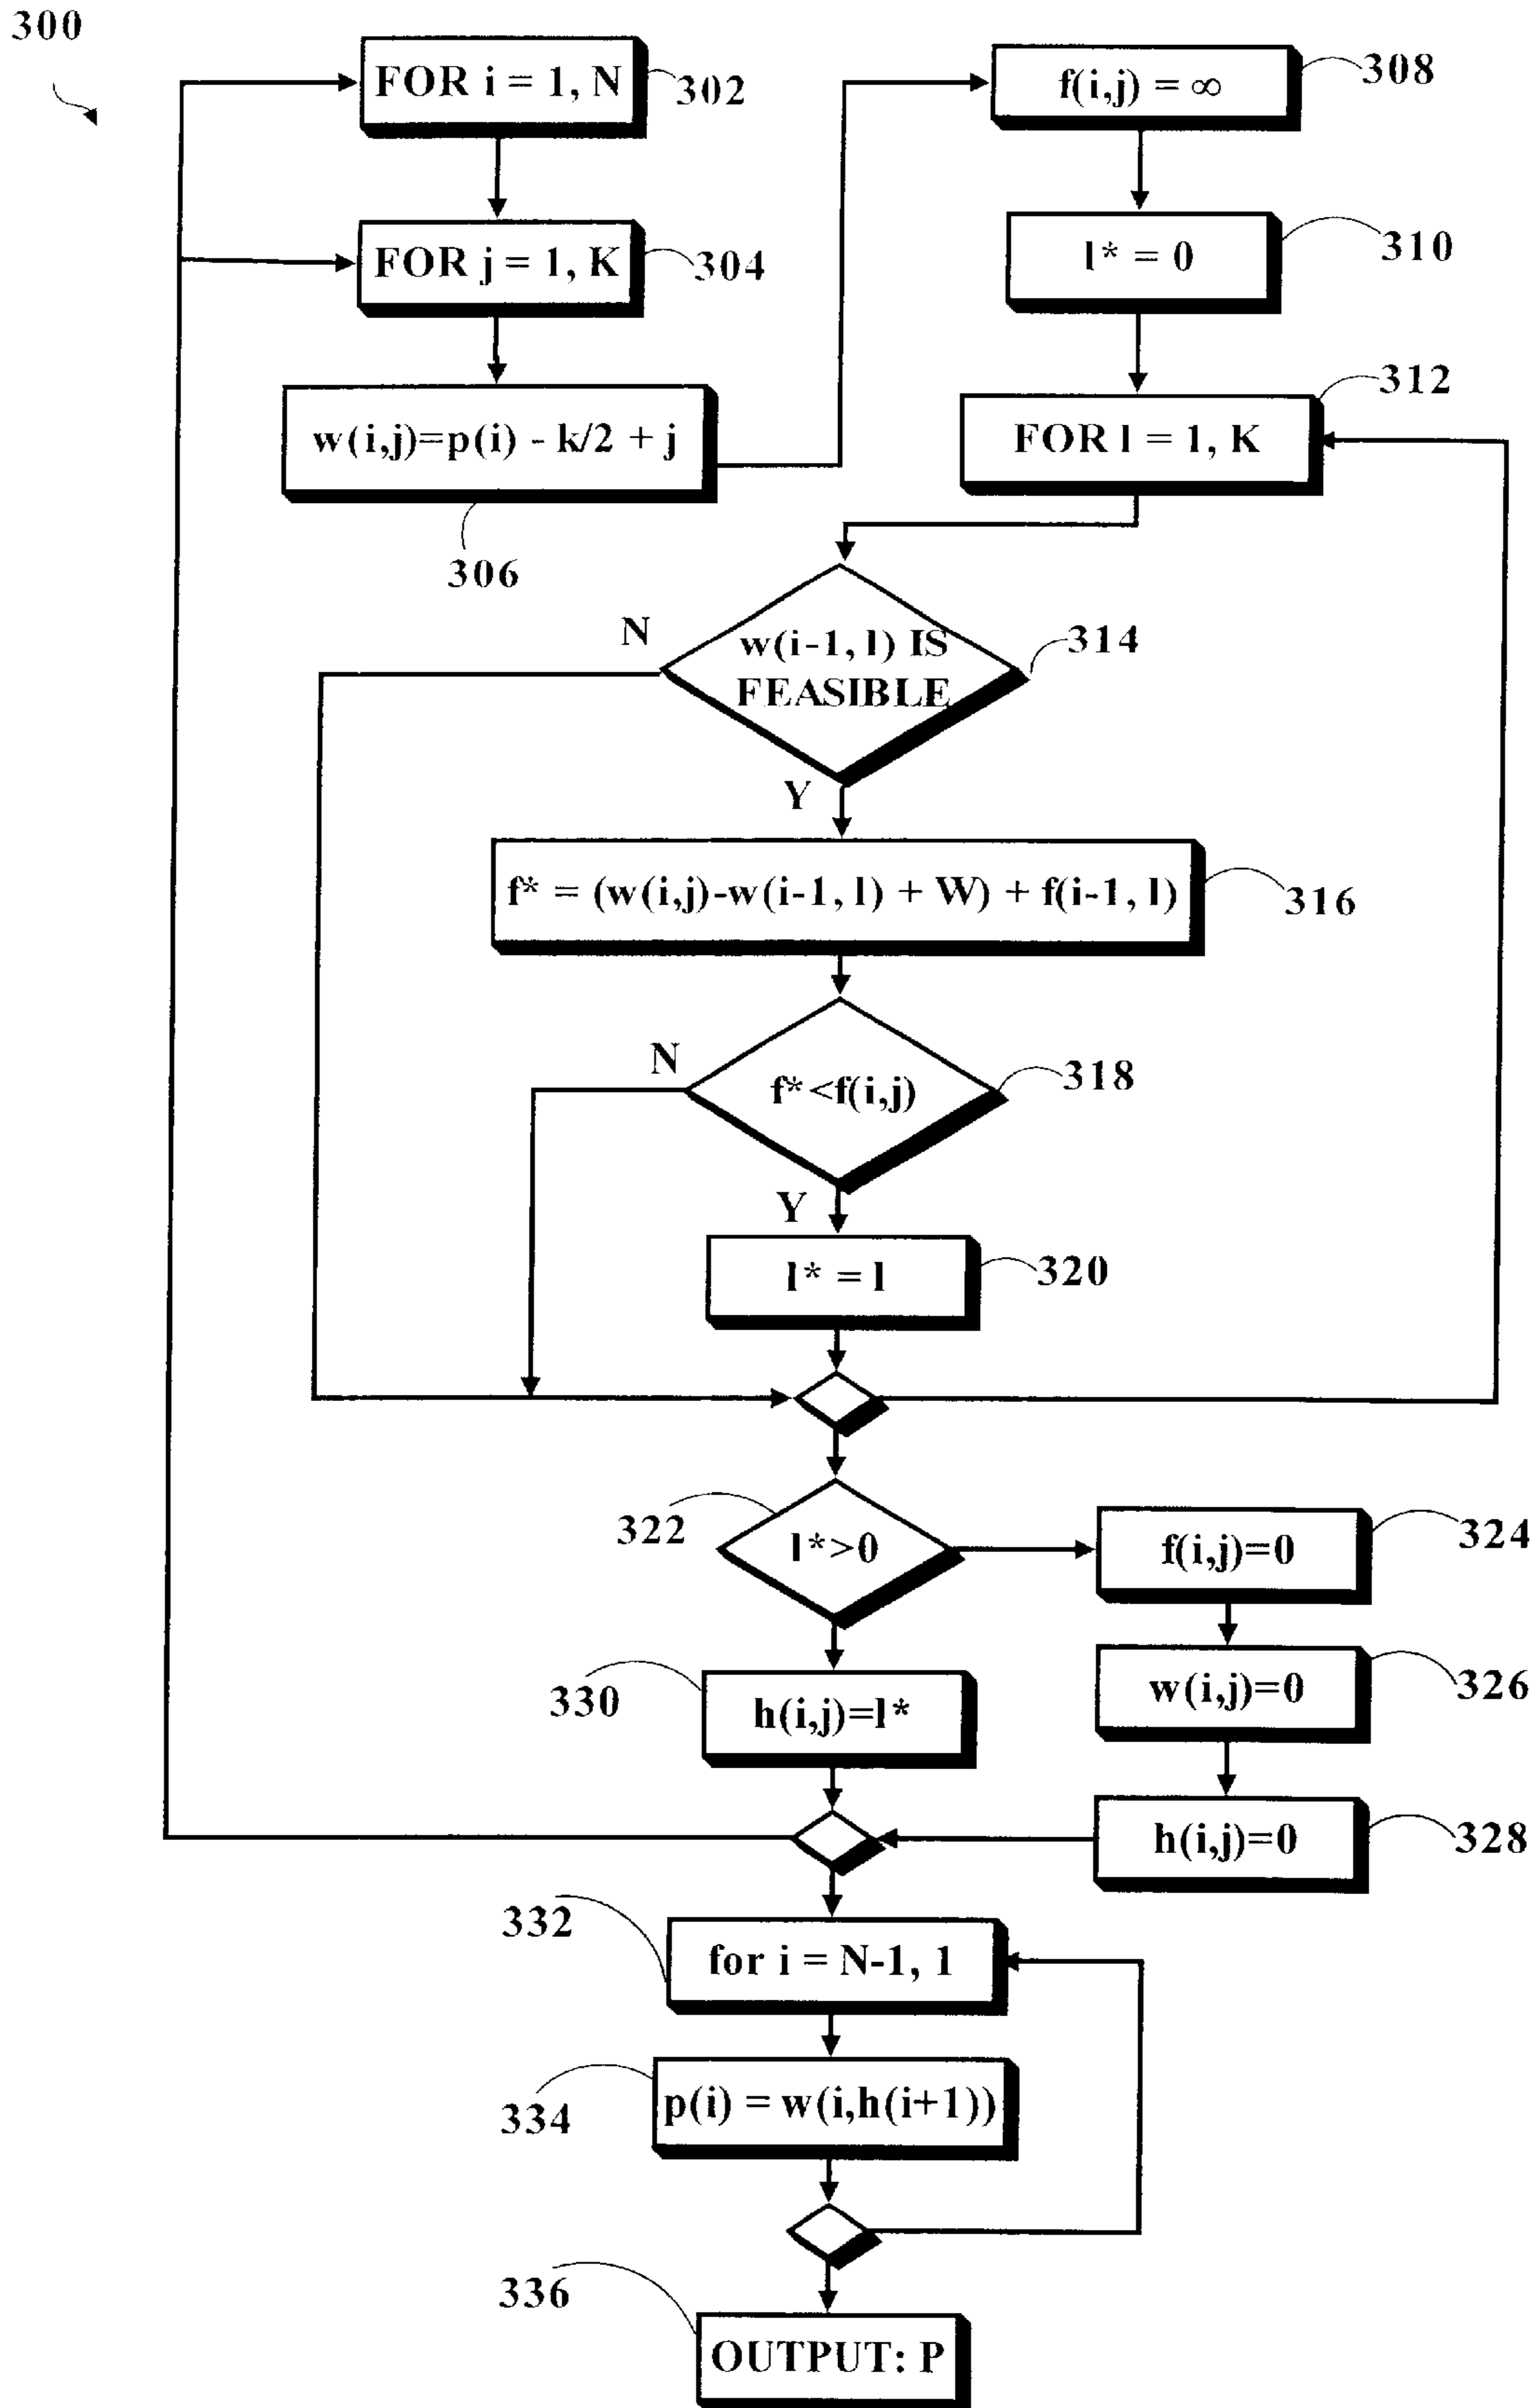 300
FOR i = 1, N
302
FOR j = 1, K
304
w(i,j)=p(i) - k/2 + j
306
f(i,j) = ∞
308
l* = 0
310
FOR l = 1, K
312
N
w(i-1, l) IS
FEASIBLE
314
Y
f* = (w(i,j)-w(i-1, l) + W) + f(i-1, l)
316
N
f*<f(i,j)
318
Y
l* = l
320
322
l*>0
f(i,j)=0
324
w(i,j)=0
326
330
h(i,j)=l*
h(i,j)=0
328
332
for i = N-1, 1
334
p(i) = w(i,h(i+1))
336
OUTPUT: P